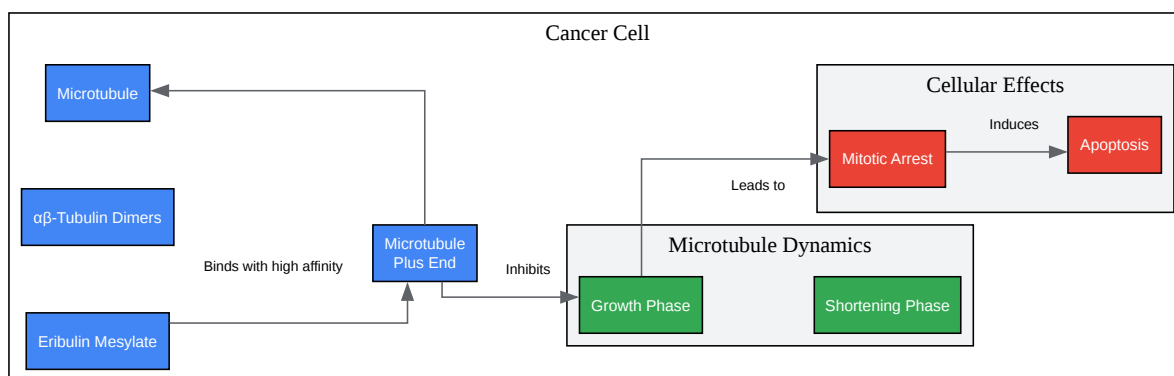 Cancer Cell
Microtubule
Cellular Effects
Mitotic Arrest
Induces
Apoptosis
Leads to
αβ-Tubulin Dimers
Microtubule
Plus End
Binds with high affinity
Inhibits
Microtubule Dynamics
Growth Phase
Shortening Phase
Eribulin Mesylate